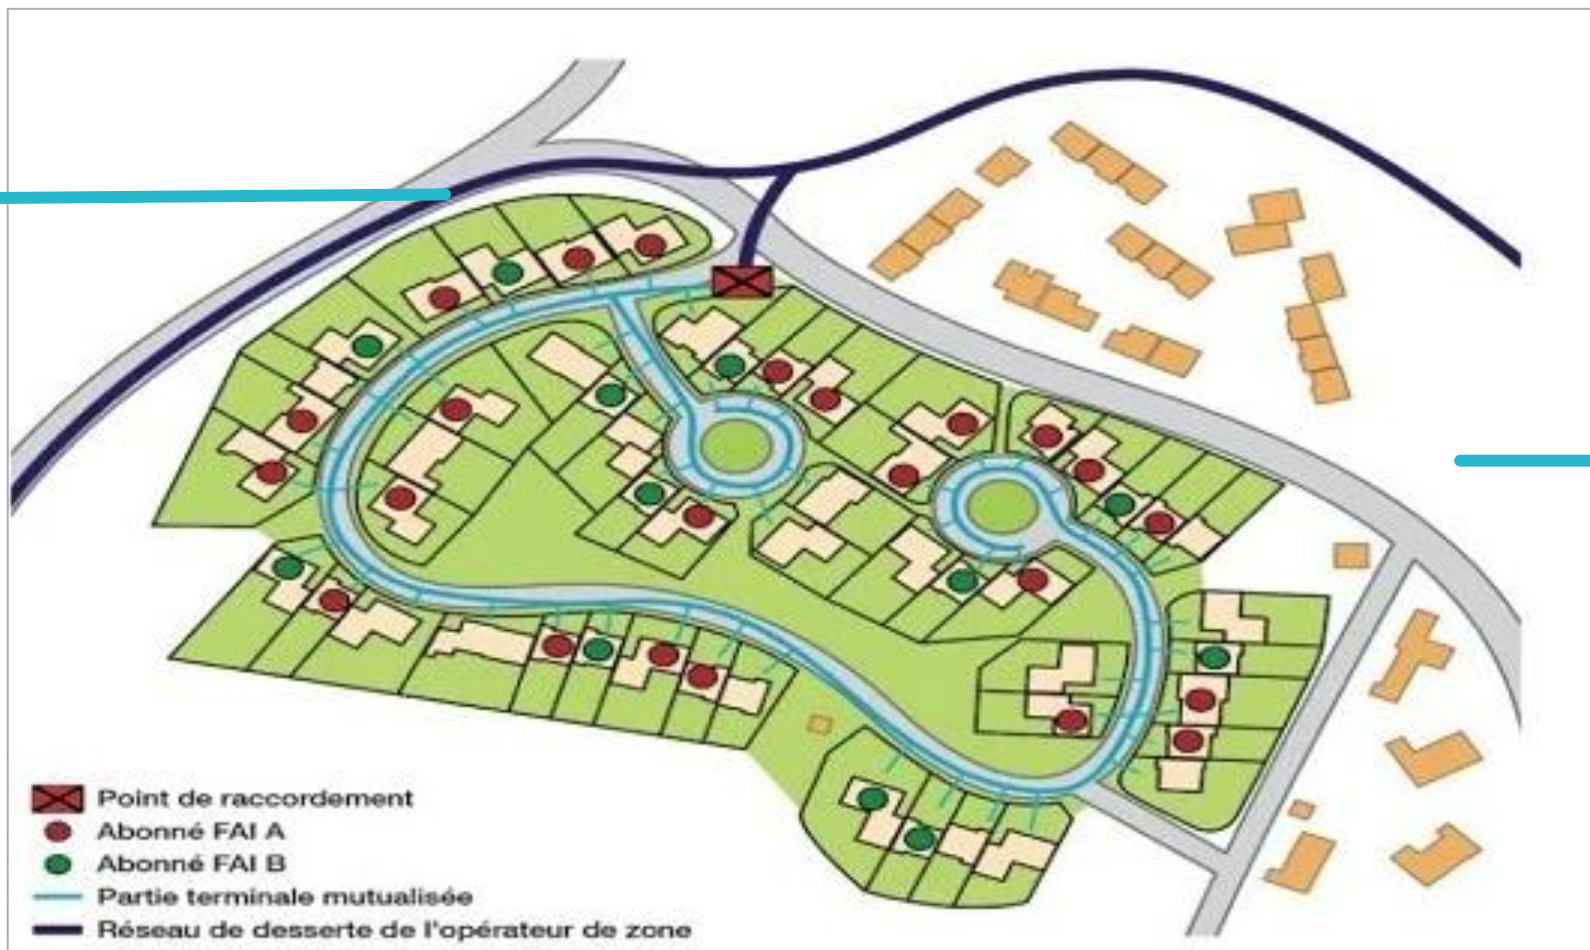 Point de raccordement
Abonné FAI A
Abonné FAI B
Partie terminale mutualisée
Réseau de desserte de l'opérateur de zone